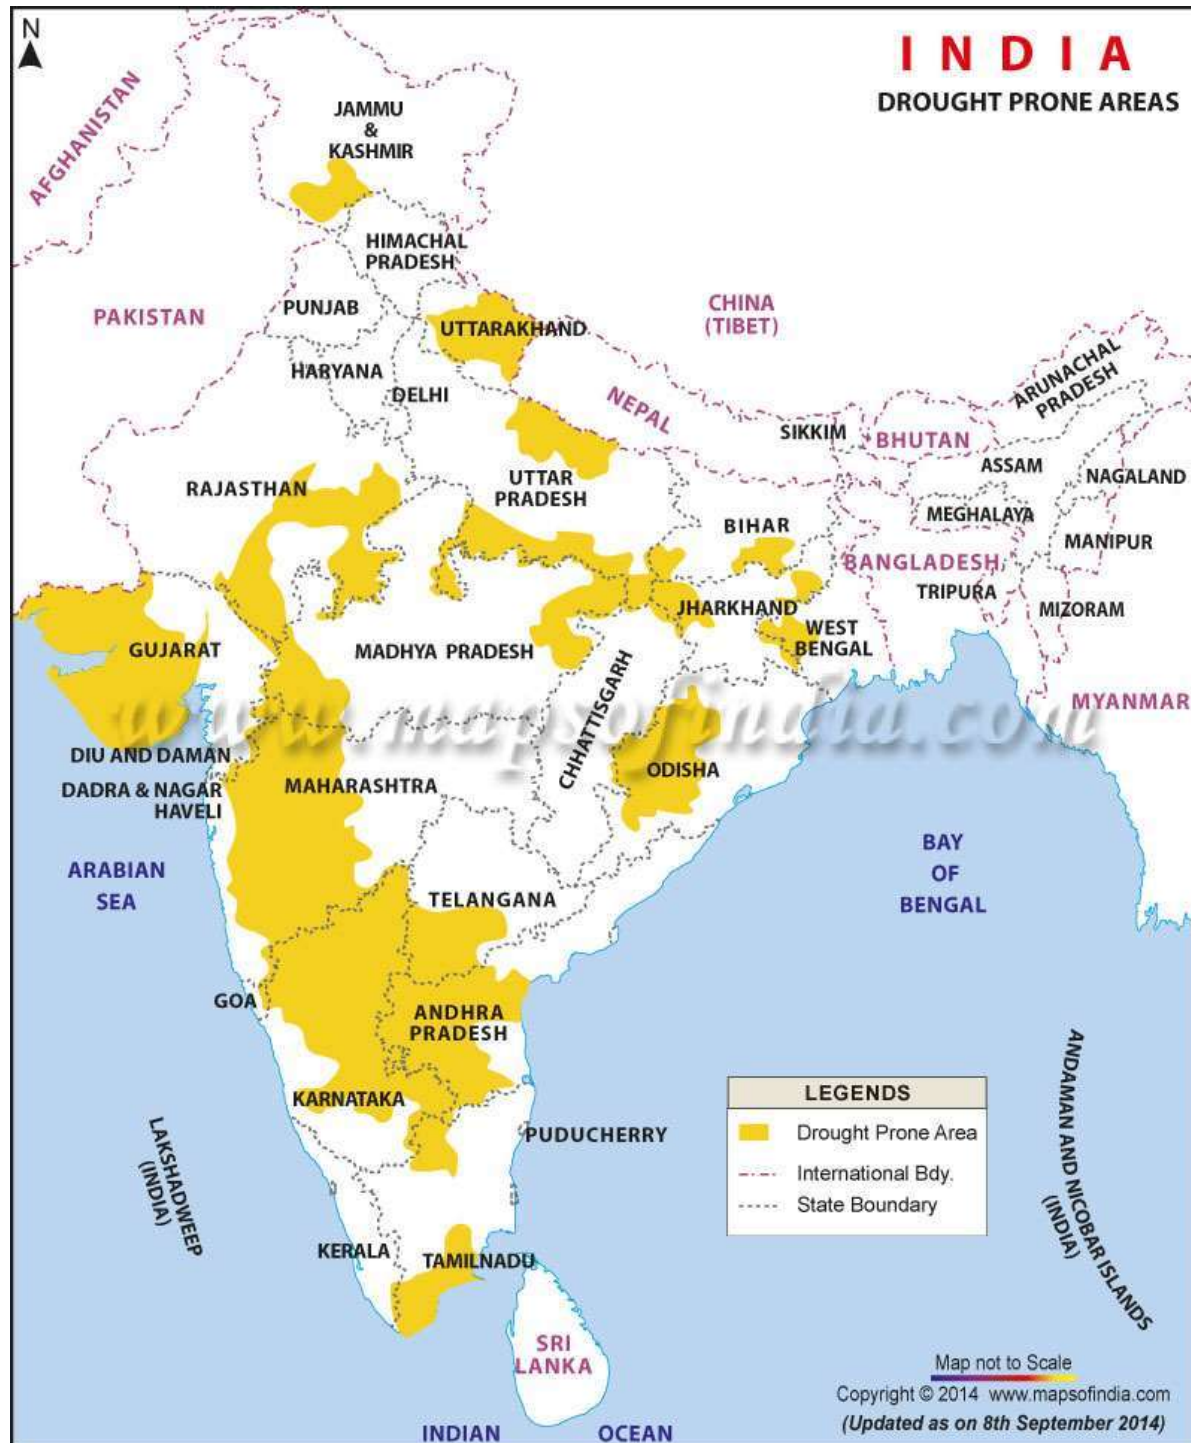 N
INDIA
DROUGHT PRONE AREAS
AFGHANISTAN
JAMMU
&
KASHMIR
HIMACHAL
PRADESH
PUNJAB
PAKISTAN
UTTARAKHAND
CHINA
(TIBET)
HARYANA
DELHI
NEPAL
SIKKIM
BHUTAN
ARUNACHAL
PRADESH
ASSAM
NAGALAND
RAJASTHAN
UTTAR
PRADESH
BIHAR
MEGHALAYA
MANIPUR
BANGLADESH
TRIPURA
MIZORAM
JHARKHAND
WEST
BENGAL
GUJARAT
MADHYA PRADESH
CHHATTISGARH
MYANMAR
www.mapsofindia.com
DIU AND DAMAN
DADRA & NAGAR
HAVELI
MAHARASHTRA
ODISHA
ARABIAN
SEA
BAY
OF
BENGAL
TELANGANA
GOA
ANDHRA
PRADESH
KARNATAKA
PUDUCHERRY
LAKSHADWEEP
(INDIA)
KERALA
TAMILNADU
ANDAMAN AND NICOBAR ISLANDS
(INDIA)
LEGENDS
Drought Prone Area
International Bdy.
State Boundary
SRI
LANKA
INDIAN OCEAN
Map not to Scale
Copyright © 2014 www.mapsofindia.com
(Updated as on 8th September 2014)